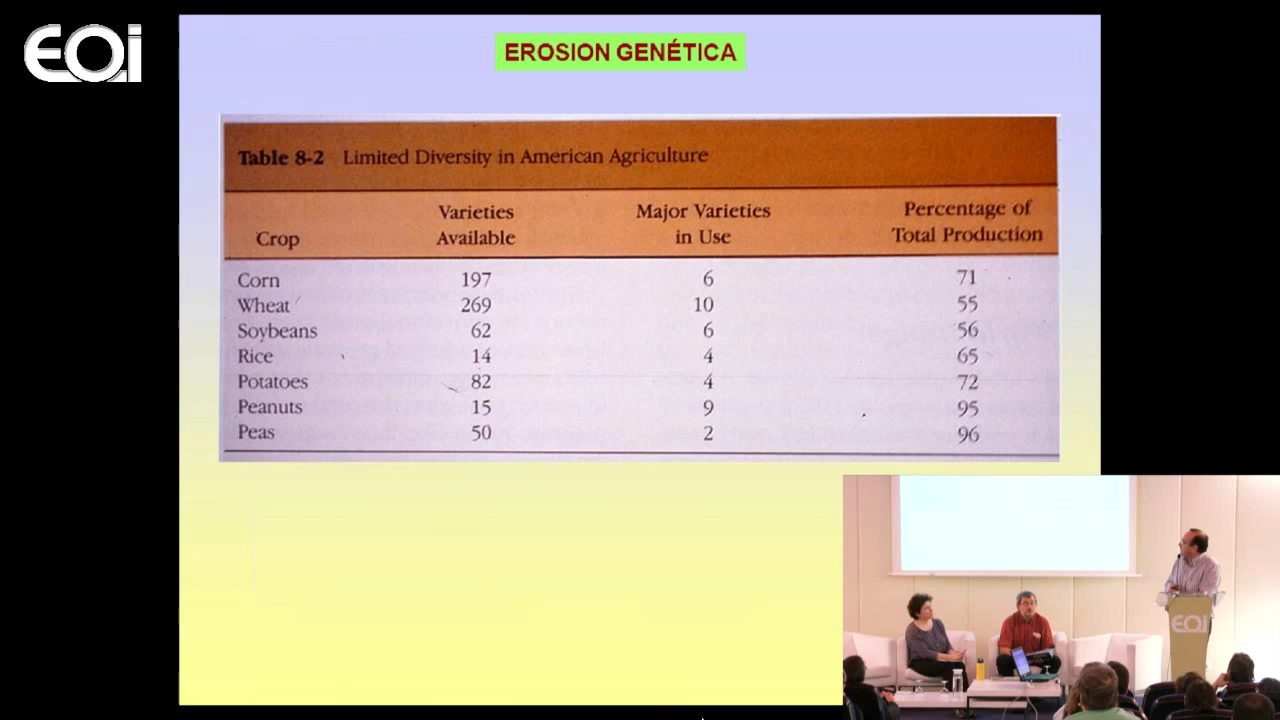 EOi
EROSION GENÉTICA
Table 8-2 Limited Diversity in American Agriculture
Crop Varieties Available Major Varieties in Use Percentage of Total Production
Corn 197 6 71
Wheat 269 10 55
Soybeans 62 6 56
Rice 14 4 65
Potatoes 82 4 72
Peanuts 15 9 95
Peas 50 2 96
EOi